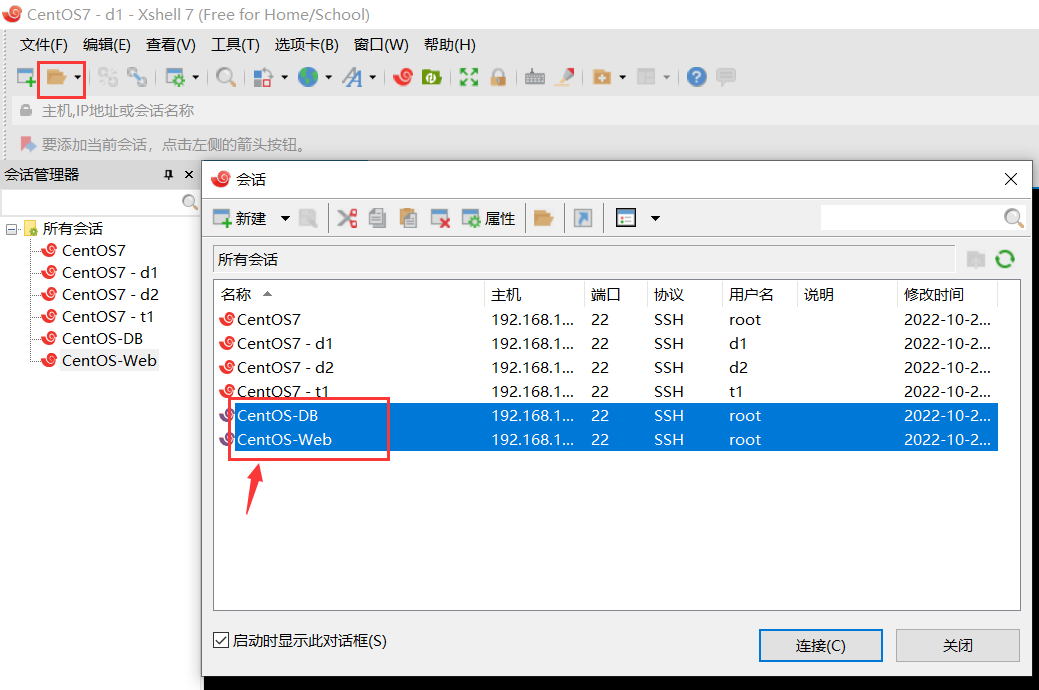 CentOS7 - d1 - Xshell 7 (Free for Home/School)
文件(F) 编辑(E) 查看(V) 工具(T) 选项卡(B) 窗口(W) 帮助(H)
主机,IP地址或会话名称
要添加当前会话，点击左侧的箭头按钮。
会话管理器
所有会话
CentOS7
CentOS7 - d1
CentOS7 - d2
CentOS7 - t1
CentOS-DB
CentOS-Web
会话
新建 属性
所有会话
名称 主机 端口 协议 用户名 说明 修改时间
CentOS7 192.168.1... 22 SSH root 2022-10-2...
CentOS7 - d1 192.168.1... 22 SSH d1 2022-10-2...
CentOS7 - d2 192.168.1... 22 SSH d2 2022-10-2...
CentOS7 - t1 192.168.1... 22 SSH t1 2022-10-2...
CentOS-DB 192.168.1... 22 SSH root 2022-10-2...
CentOS-Web 192.168.1... 22 SSH root 2022-10-2...
启动时显示此对话框(S)
连接(C) 关闭